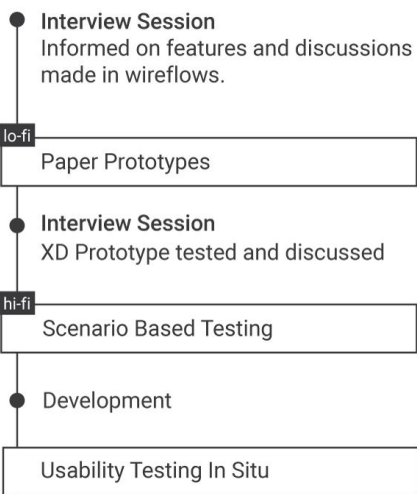 Interview Session
Informed on features and discussions
made in wireflows.
lo-fi
Paper Prototypes
Interview Session
XD Prototype tested and discussed
hi-fi
Scenario Based Testing
Development
Usability Testing In Situ